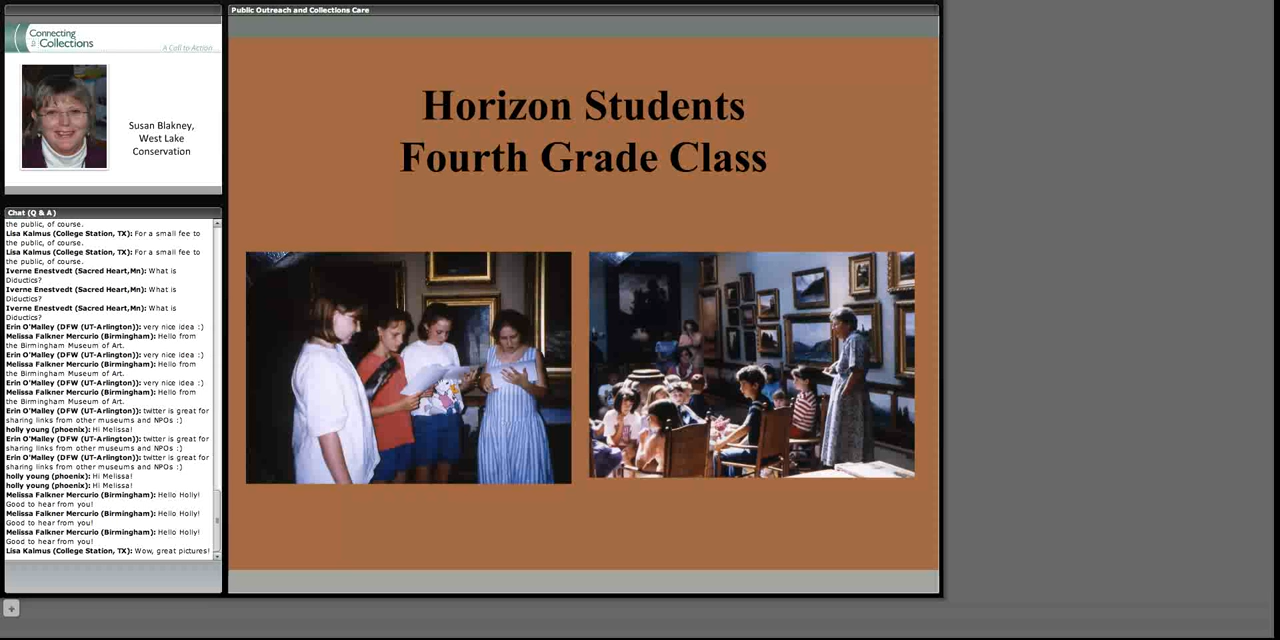 Public Outreach and Collections Care
Connecting
to Collections
A Call to Action
Susan Blakney,
West Lake
Conservation
Horizon Students
Fourth Grade Class
Chat (Q & A)
the public, of course.
Lisa Kalmus (College Station, TX): For a small fee to
the public, of course.
Lisa Kalmus (College Station, TX): For a small fee to
the public, of course.
Iverne Enestvedt (Sacred Heart,Mn): What is
Diductics?
Iverne Enestvedt (Sacred Heart,Mn): What is
Diductics?
Iverne Enestvedt (Sacred Heart,Mn): What is
Diductics?
Erin O'Malley (DFW (UT-Arlington)): very nice idea :)
Melissa Falkner Mercurio (Birmingham): Hello from
the Birmingham Museum of Art.
Erin O'Malley (DFW (UT-Arlington)): very nice idea :)
Melissa Falkner Mercurio (Birmingham): Hello from
the Birmingham Museum of Art.
Erin O'Malley (DFW (UT-Arlington)): very nice idea :)
Melissa Falkner Mercurio (Birmingham): Hello from
the Birmingham Museum of Art.
Erin O'Malley (DFW (UT-Arlington)): twitter is great for
sharing links from other museums and NPOs :)
holly young (phoenix): Hi Melissa!
Erin O'Malley (DFW (UT-Arlington)): twitter is great for
sharing links from other museums and NPOs :)
Erin O'Malley (DFW (UT-Arlington)): twitter is great for
sharing links from other museums and NPOs :)
holly young (phoenix): Hi Melissa!
holly young (phoenix): Hi Melissa!
Melissa Falkner Mercurio (Birmingham): Hello Holly!
Good to hear from you!
Melissa Falkner Mercurio (Birmingham): Hello Holly!
Good to hear from you!
Melissa Falkner Mercurio (Birmingham): Hello Holly!
Good to hear from you!
Lisa Kalmus (College Station, TX): Wow, great pictures!